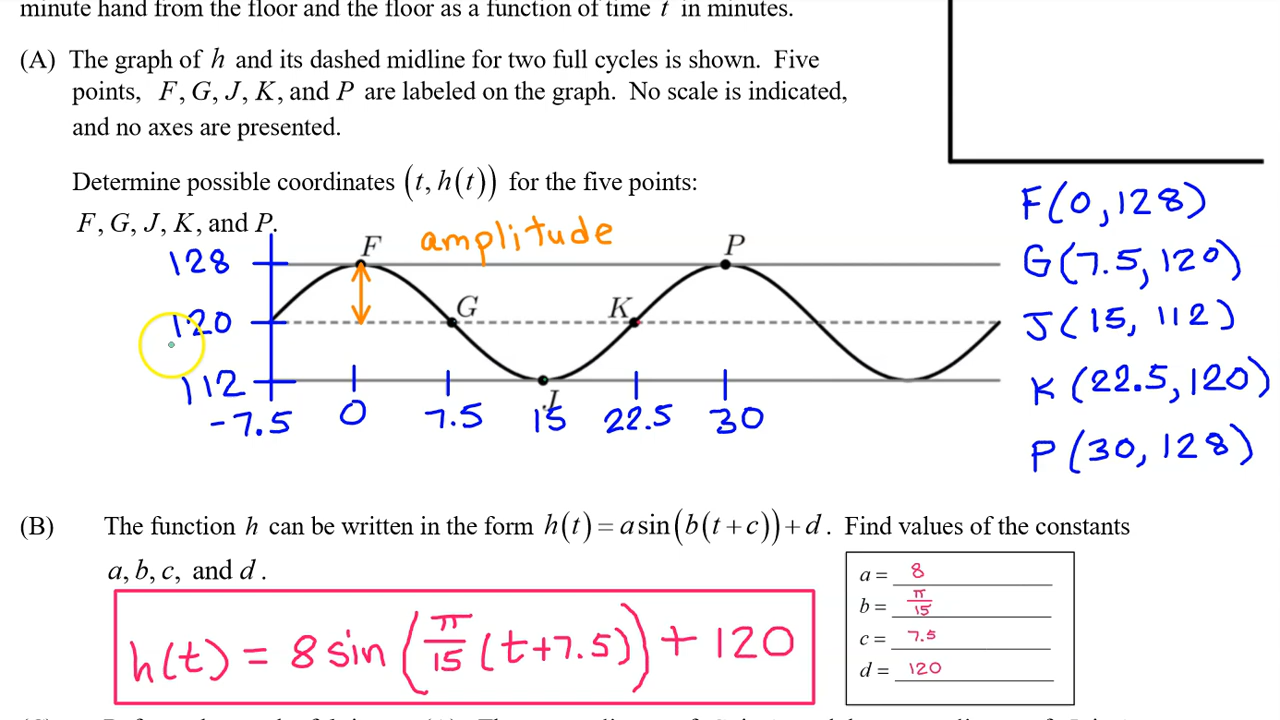 minute hand from the floor and the floor as a function of time t in minutes.
(A) The graph of h and its dashed midline for two full cycles is shown. Five
points, F, G, J, K, and P are labeled on the graph. No scale is indicated,
and no axes are presented.
Determine possible coordinates (t, h(t)) for the five points:
F, G, J, K, and P.
amplitude
F
P
G
K
J
128
120
112
-7.5
0
7.5
15
22.5
30
F(0,128)
G(7.5,120)
J(15, 112)
K (22.5,120)
P (30, 128)
(B) The function h can be written in the form h(t) = a sin(b(t+c)) + d. Find values of the constants
a, b, c, and d.
h(t) = 8 sin (π/15 (t+7.5)) + 120
a = 8
b = π/15
c = 7.5
d = 120